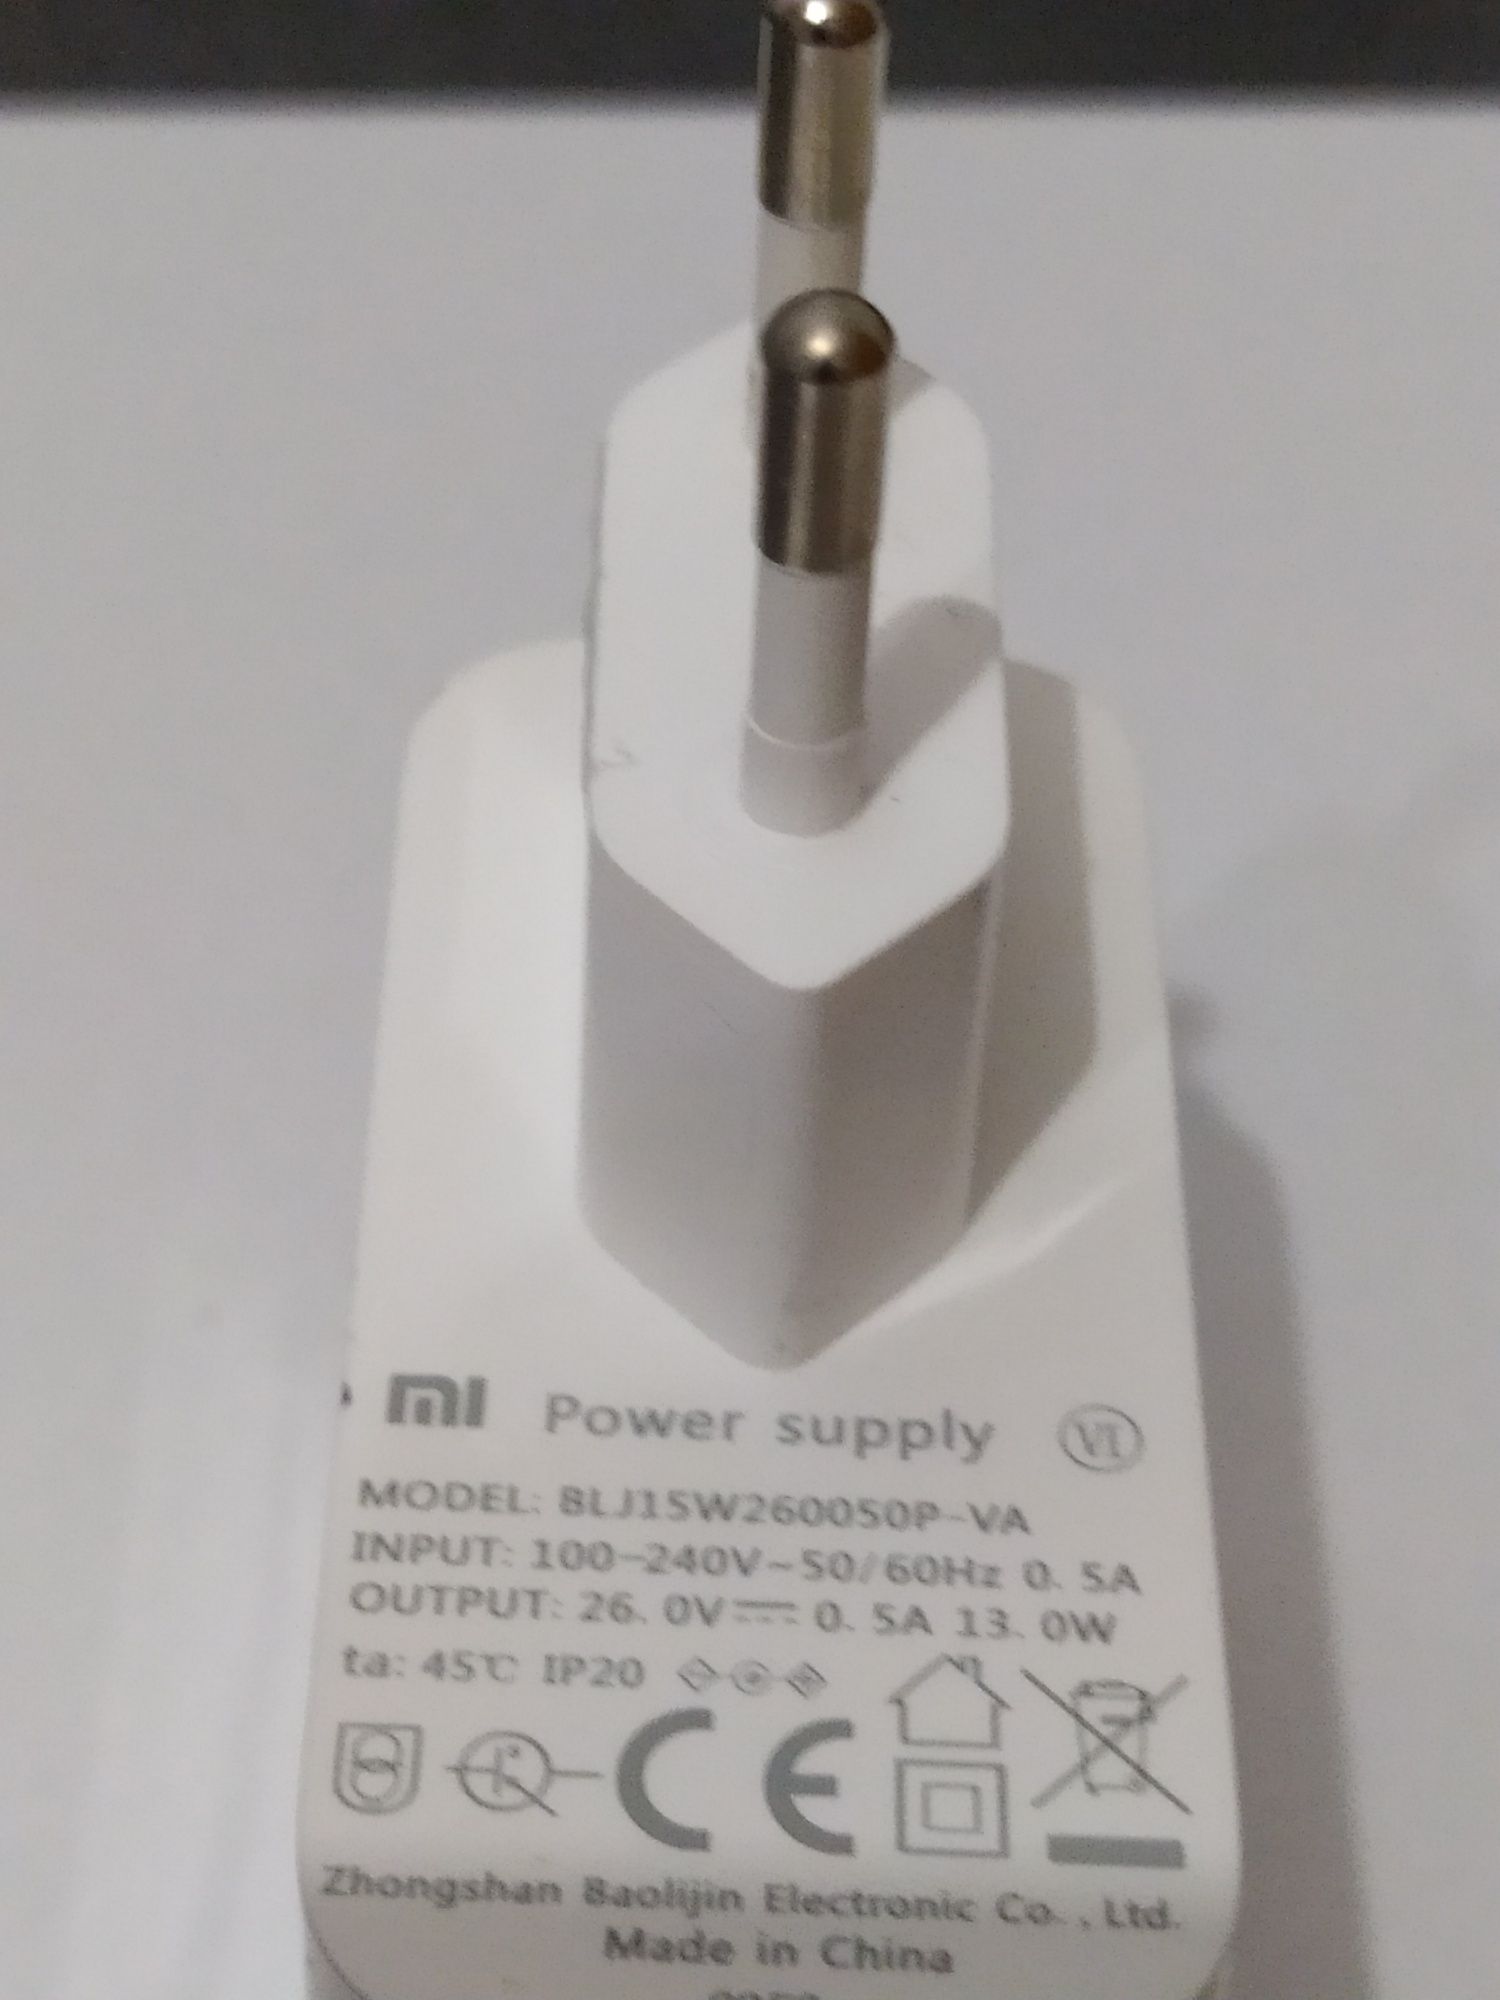 mi Power supply VI
MODEL: BLJ15W260050P-VA
INPUT: 100-240V~50/60Hz 0.5A
OUTPUT: 26.0V⎓0.5A 13.0W
ta: 45℃ IP20
CE
Zhongshan Baolijin Electronic Co., Ltd.
Made in China